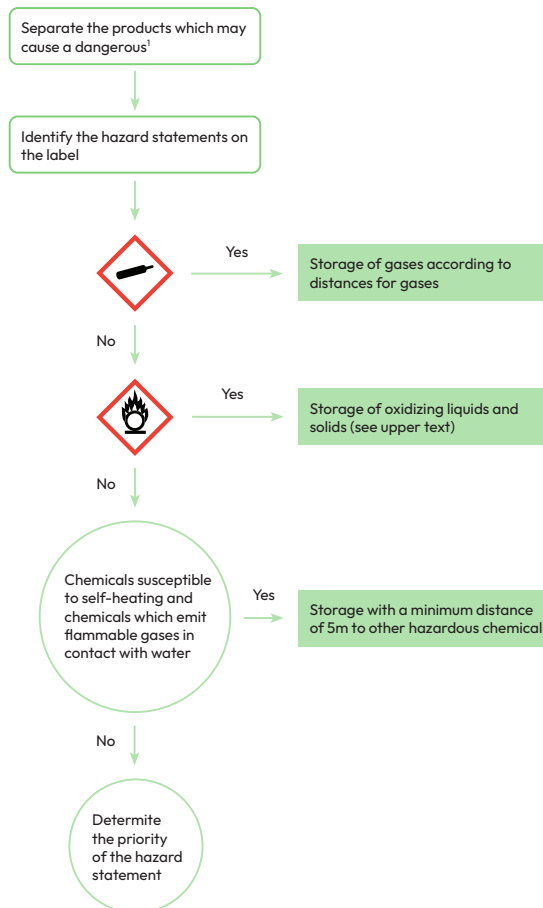 Separate the products which may
cause a dangerous¹
Identify the hazard statements on
the label
Yes
Storage of gases according to
distances for gases
No
Yes
Storage of oxidizing liquids and
solids (see upper text)
No
Chemicals susceptible
to self-heating and
chemicals which emit
flammable gases in
contact with water
Yes
Storage with a minimum distance
of 5m to other hazardous chemical
No
Determite
the priority
of the hazard
statement